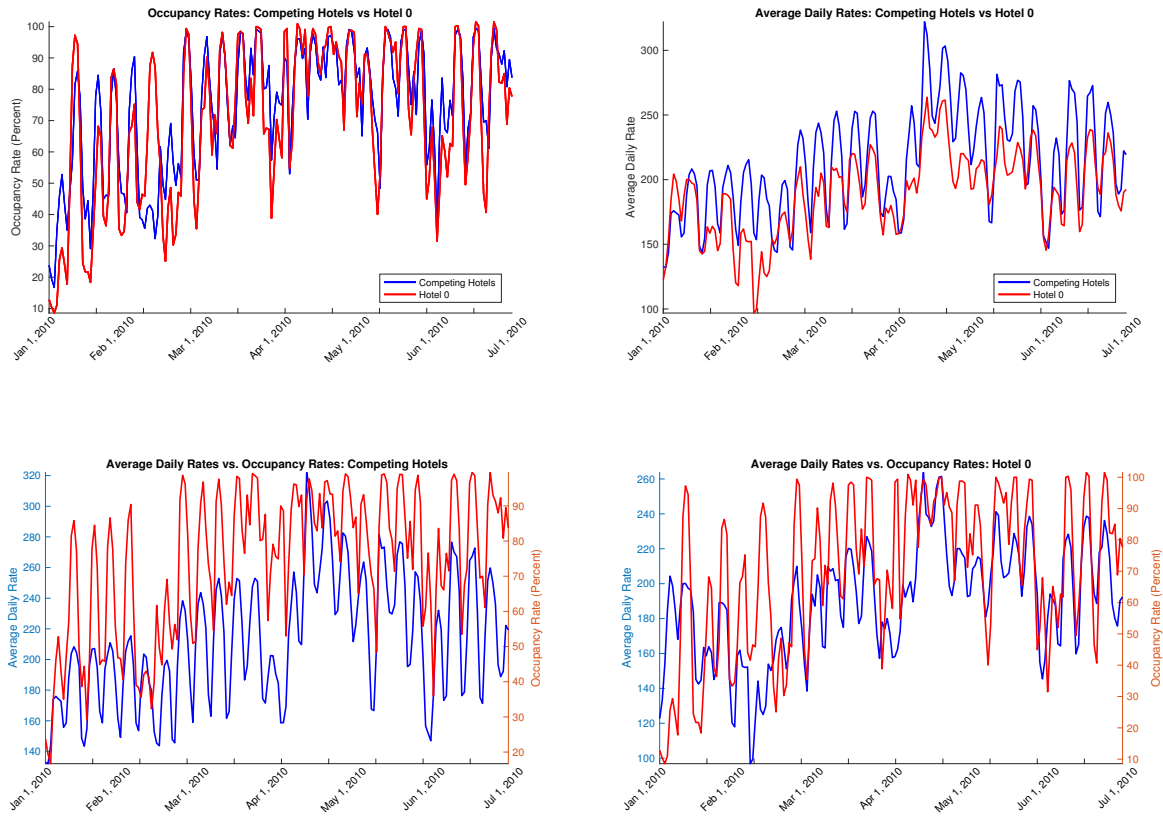 Occupancy Rates: Competing Hotels vs Hotel 0
Occupancy Rate (Percent)
100
90
80
70
60
50
40
30
20
10
Jan 1, 2010
Feb 1, 2010
Mar 1, 2010
Apr 1, 2010
May 1, 2010
Jun 1, 2010
Jul 1, 2010
Competing Hotels
Hotel 0
Average Daily Rates: Competing Hotels vs Hotel 0
Average Daily Rate
300
250
200
150
100
Jan 1, 2010
Feb 1, 2010
Mar 1, 2010
Apr 1, 2010
May 1, 2010
Jun 1, 2010
Jul 1, 2010
Competing Hotels
Hotel 0
Average Daily Rates vs. Occupancy Rates: Competing Hotels
Average Daily Rate
320
300
280
260
240
220
200
180
160
140
Jan 1, 2010
Feb 1, 2010
Mar 1, 2010
Apr 1, 2010
May 1, 2010
Jun 1, 2010
Jul 1, 2010
90
80
70
60
50
40
30
20
Occupancy Rate (Percent)
Average Daily Rates vs. Occupancy Rates: Hotel 0
Average Daily Rate
260
240
220
200
180
160
140
120
100
Jan 1, 2010
Feb 1, 2010
Mar 1, 2010
Apr 1, 2010
May 1, 2010
Jun 1, 2010
Jul 1, 2010
100
90
80
70
60
50
40
30
20
10
Occupancy Rate (Percent)